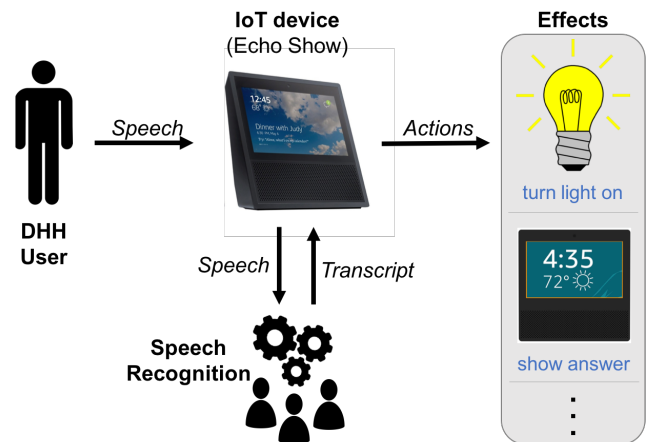 IoT device
(Echo Show)
Effects
12:45
Dinner with Judy
Speech
Actions
turn light on
DHH
User
Speech
Transcript
4:35
72°
Speech
Recognition
show answer